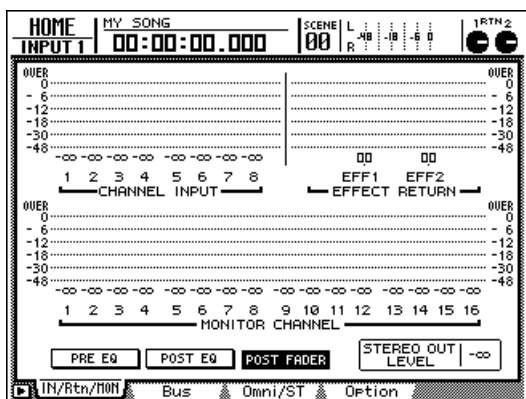 HOME
INPUT 1
MY SONG
00:00:00.000
SCENE
00
L -48 -18 -6 0
R
1 RTN 2
OVER OVER
0 0
- 6 - 6
-12 -12
-18 -18
-30 -30
-48 -48
-∞ -∞ -∞ -∞ -∞ -∞ -∞ -∞
1 2 3 4 5 6 7 8 EFF1 EFF2
CHANNEL INPUT EFFECT RETURN
OVER OVER
0 0
- 6 - 6
-12 -12
-18 -18
-30 -30
-48 -48
-∞ -∞ -∞ -∞ -∞ -∞ -∞ -∞ -∞ -∞ -∞ -∞ -∞ -∞ -∞ -∞
1 2 3 4 5 6 7 8 9 10 11 12 13 14 15 16
MONITOR CHANNEL
PRE EQ POST EQ POST FADER
STEREO OUT
LEVEL -∞
IN/Rtn/MON Bus Omni/ST Option